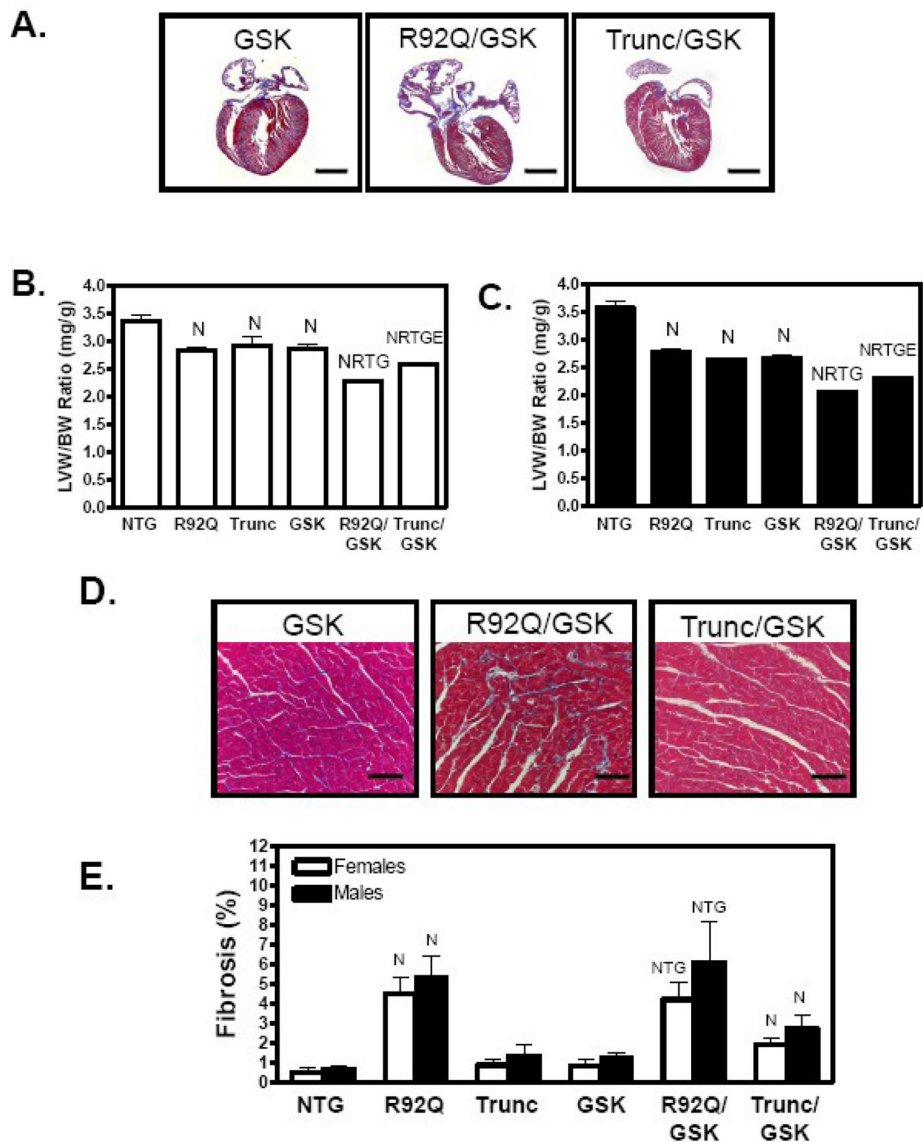 A.
GSK
R92Q/GSK
Trunc/GSK
B.
LVW/BW Ratio (mg/g)
4.0
3.5
3.0
2.5
2.0
1.5
1.0
0.5
0.0
N
N
N
NRTG
NRTGE
NTG
R92Q
Trunc
GSK
R92Q/
GSK
Trunc/
GSK
C.
LVW/BW Ratio (mg/g)
4.0
3.5
3.0
2.5
2.0
1.5
1.0
0.5
0.0
N
N
N
NRTG
NRTGE
NTG
R92Q
Trunc
GSK
R92Q/
GSK
Trunc/
GSK
D.
GSK
R92Q/GSK
Trunc/GSK
E.
Fibrosis (%)
12
11
10
9
8
7
6
5
4
3
2
1
0
Females
Males
N
N
NTG
NTG
N
N
NTG
R92Q
Trunc
GSK
R92Q/
GSK
Trunc/
GSK